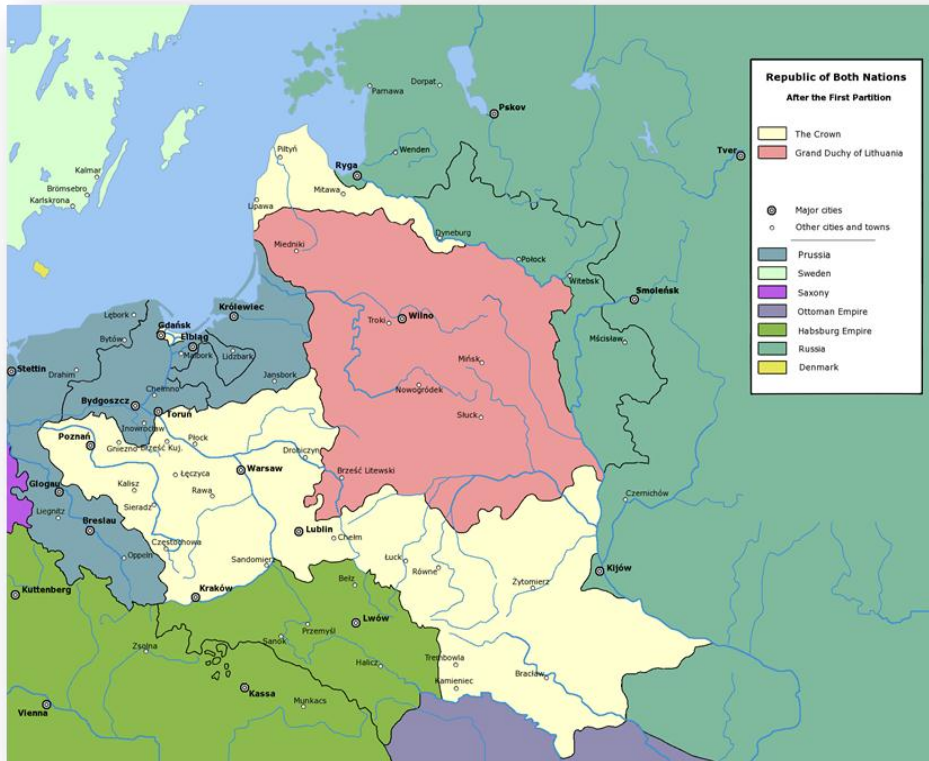 Republic of Both Nations
After the First Partition
The Crown
Grand Duchy of Lithuania
Major cities
Other cities and towns
Prussia
Sweden
Saxony
Ottoman Empire
Habsburg Empire
Russia
Denmark
Parnawa
Dorpat
Pskov
Tver
Wenden
Piltyń
Ryga
Kalmar
Bromsebro
Karlskrona
Mitawa
Lipawa
Dyneburg
Miedniki
Połock
Witebsk
Smoleńsk
Lębork
Królewiec
Troki
Wilno
Gdańsk
Bytów
Elbląg
Malbork
Lidzbark
Mścisław
Mińsk
Stettin
Drahim
Jansbork
Nowogródek
Chełmno
Bydgoszcz
Toruń
Słuck
Inowrocław
Poznań
Gniezno
Brześć Kuj.
Płock
Drohiczyn
Warsaw
Brześć Litewski
Łęczyca
Kalisz
Rawa
Głogau
Sieradz
Czernichów
Liegnitz
Breslau
Lublin
Chełm
Częstochowa
Oppeln
Sandomierz
Łuck
Równe
Kijów
Bełz
Żytomierz
Kuttenberg
Kraków
Lwów
Przemyśl
Sanok
Zsolna
Halicz
Trembowla
Bracław
Kamieniec
Kassa
Munkacs
Vienna